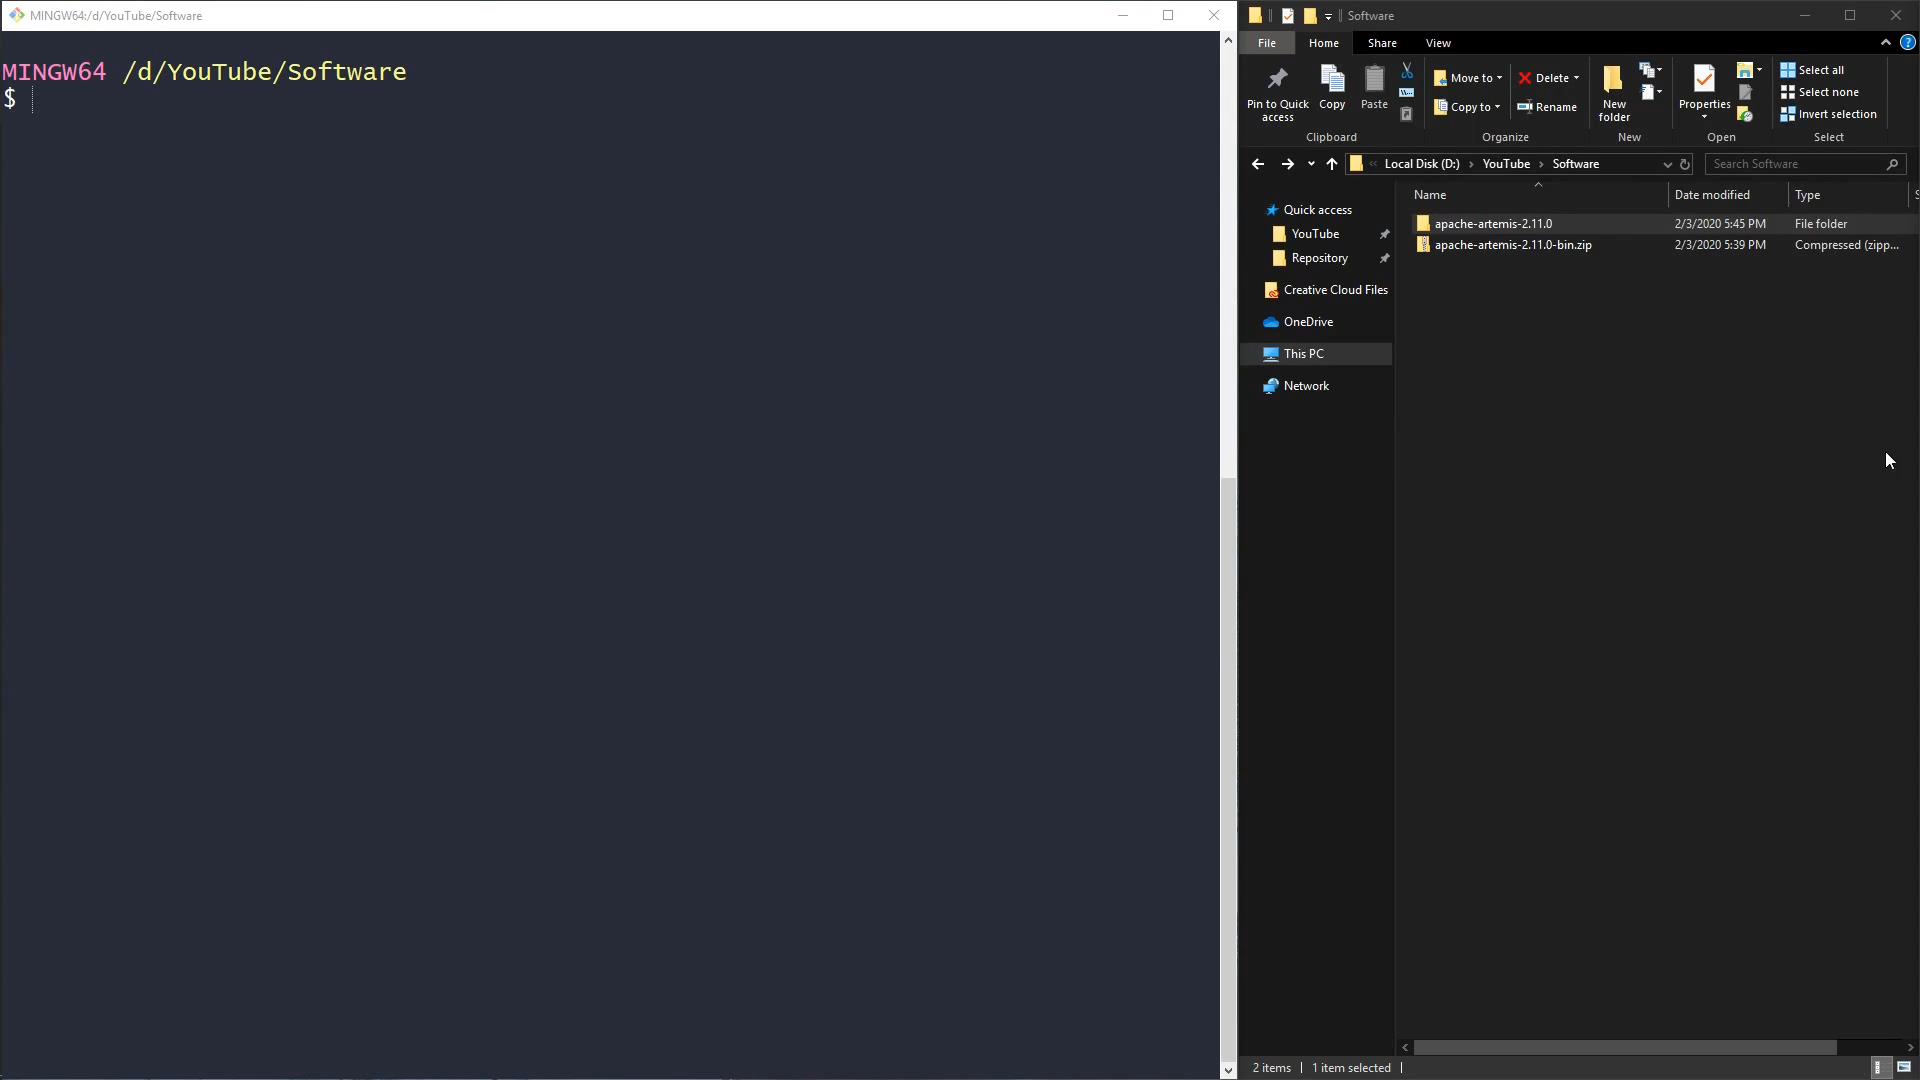 MINGW64:/d/YouTube/Software
MINGW64 /d/YouTube/Software
$
Software
File Home Share View
Pin to Quick access
Copy
Paste
Clipboard
Move to
Copy to
Delete
Rename
Organize
New folder
New
Properties
Open
Select all
Select none
Invert selection
Select
« Local Disk (D:) › YouTube › Software
Search Software
Name Date modified Type
Quick access
YouTube
Repository
Creative Cloud Files
OneDrive
This PC
Network
apache-artemis-2.11.0 2/3/2020 5:45 PM File folder
apache-artemis-2.11.0-bin.zip 2/3/2020 5:39 PM Compressed (zipp...
2 items 1 item selected